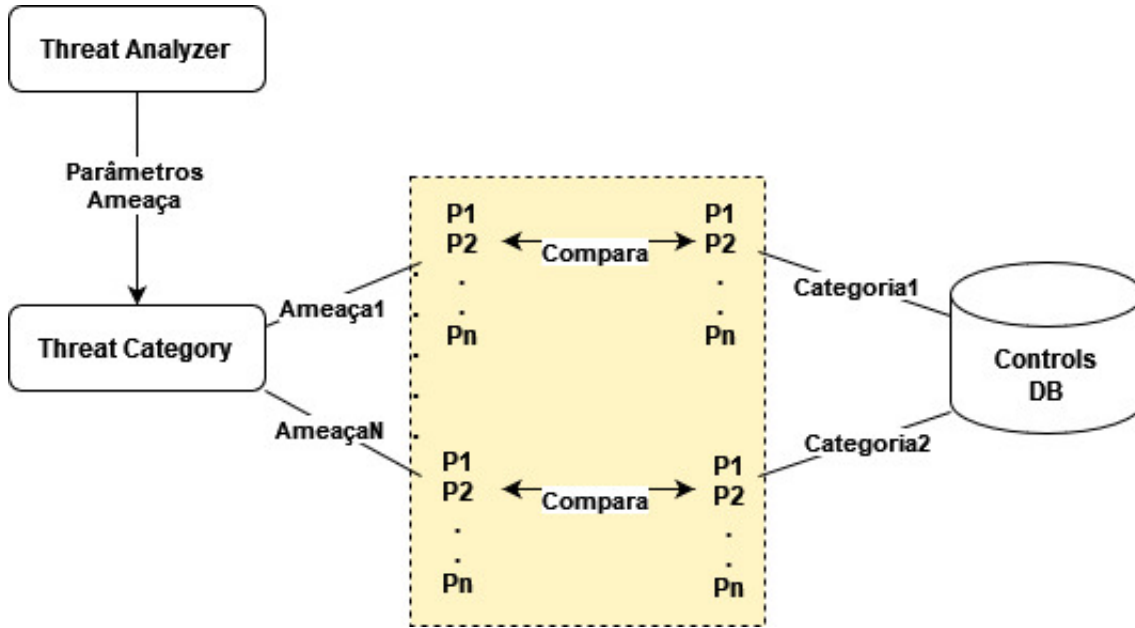 Threat Analyzer
Parâmetros
Ameaça
Threat Category
Ameaça1
AmeaçaN
P1
P2
.
.
Pn
Compara
P1
P2
.
.
Pn
P1
P2
.
.
Pn
Compara
P1
P2
.
.
Pn
Categoria1
Categoria2
Controls
DB